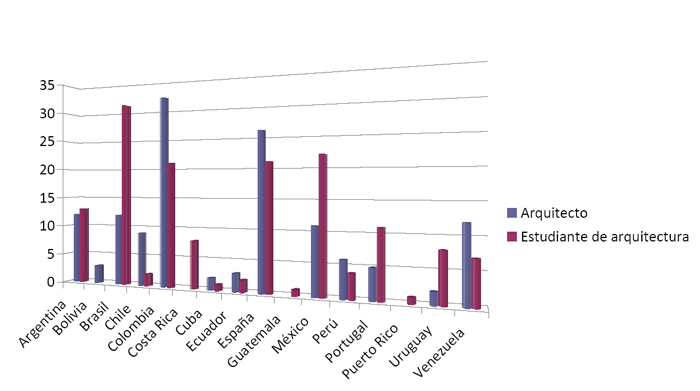 35
30
25
20
15
10
5
0
Argentina
Bolivia
Brasil
Chile
Colombia
Costa Rica
Cuba
Ecuador
España
Guatemala
México
Perú
Portugal
Puerto Rico
Uruguay
Venezuela
Arquitecto
Estudiante de arquitectura